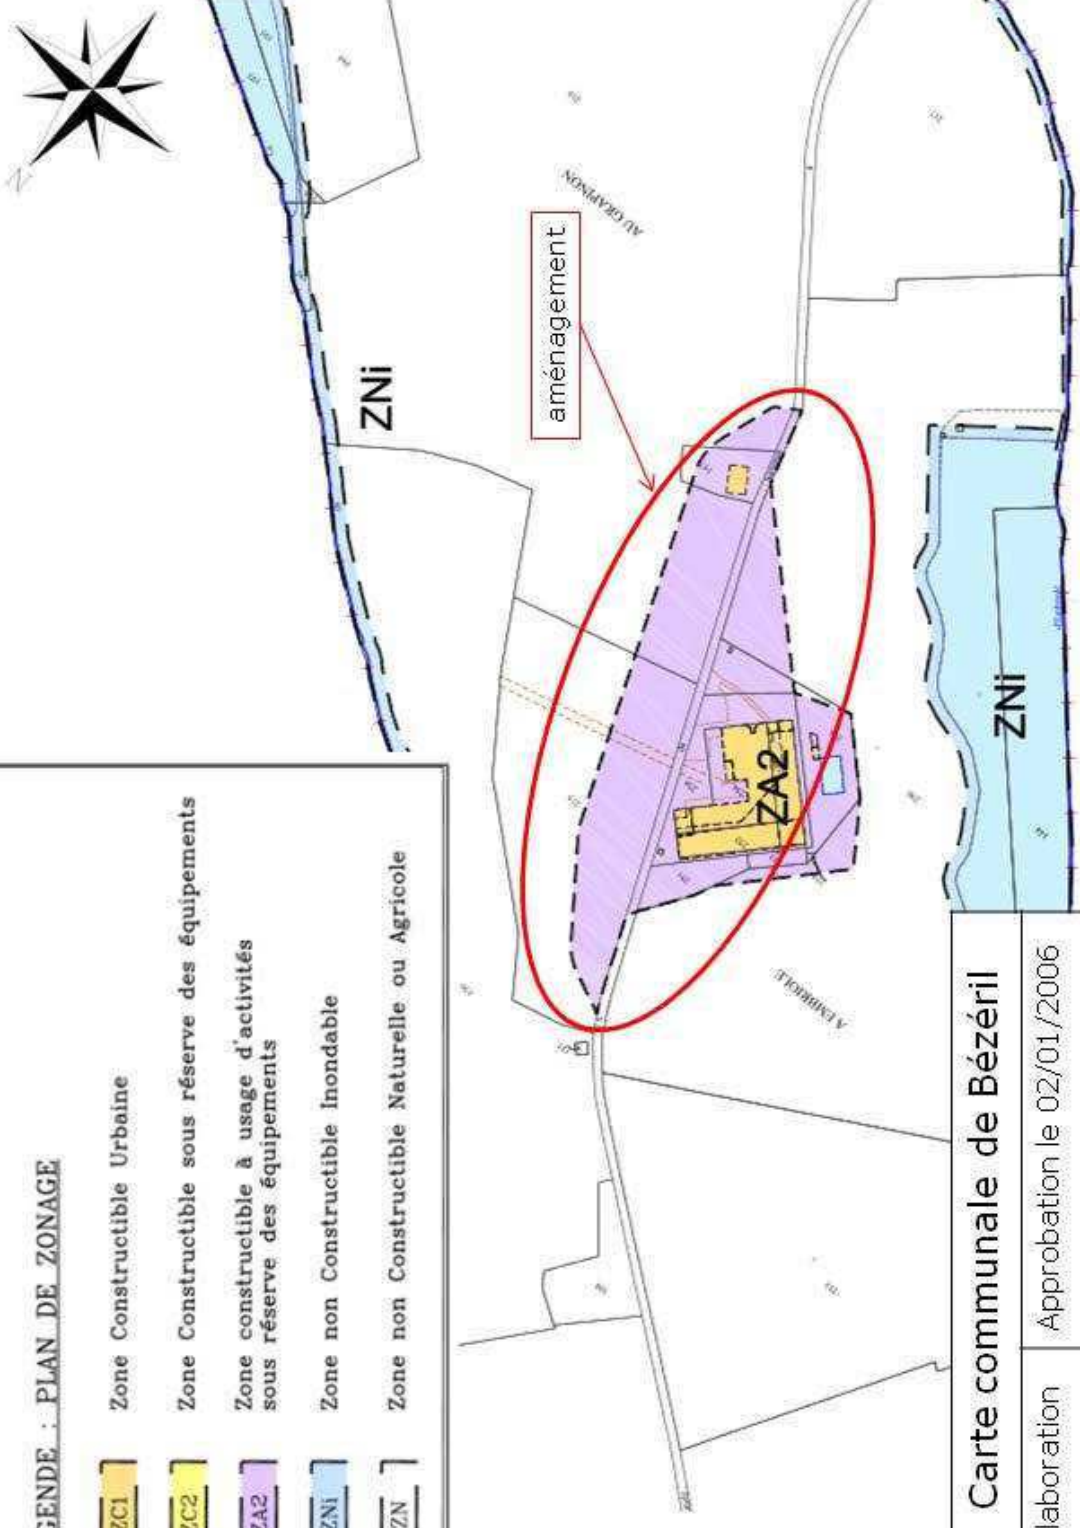 GENDE : PLAN DE ZONAGE
ZC1 Zone Constructible Urbaine
ZC2 Zone Constructible sous réserve des équipements
ZA2 Zone constructible à usage d'activités
sous réserve des équipements
ZNi Zone non Constructible Inondable
ZN Zone non Constructible Naturelle ou Agricole
N
ZNi
AU GRAPINON
aménagement
ZA2
A EMBRIOLE
ZNi
Carte communale de Bézéril
laboration
Approbation le 02/01/2006